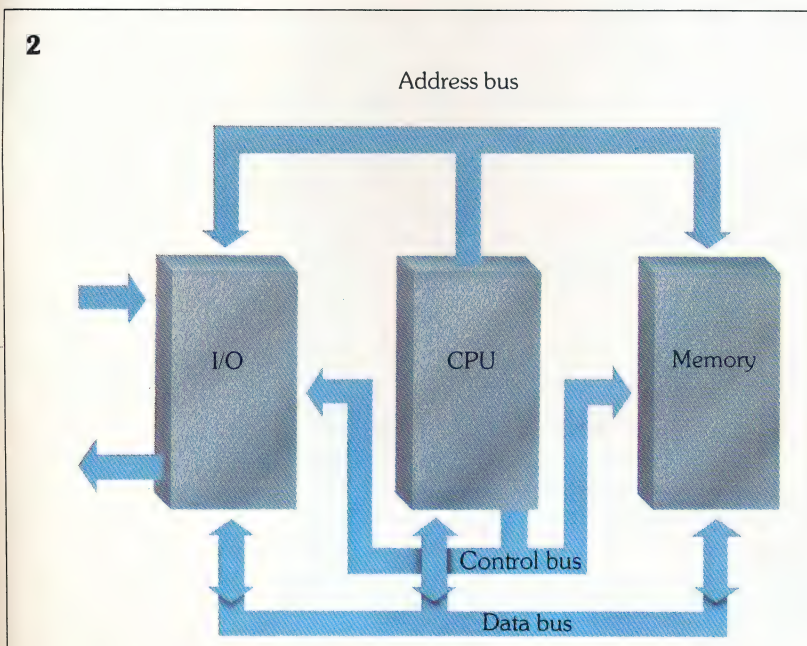 2
Address bus
I/O
CPU
Memory
Control bus
Data bus